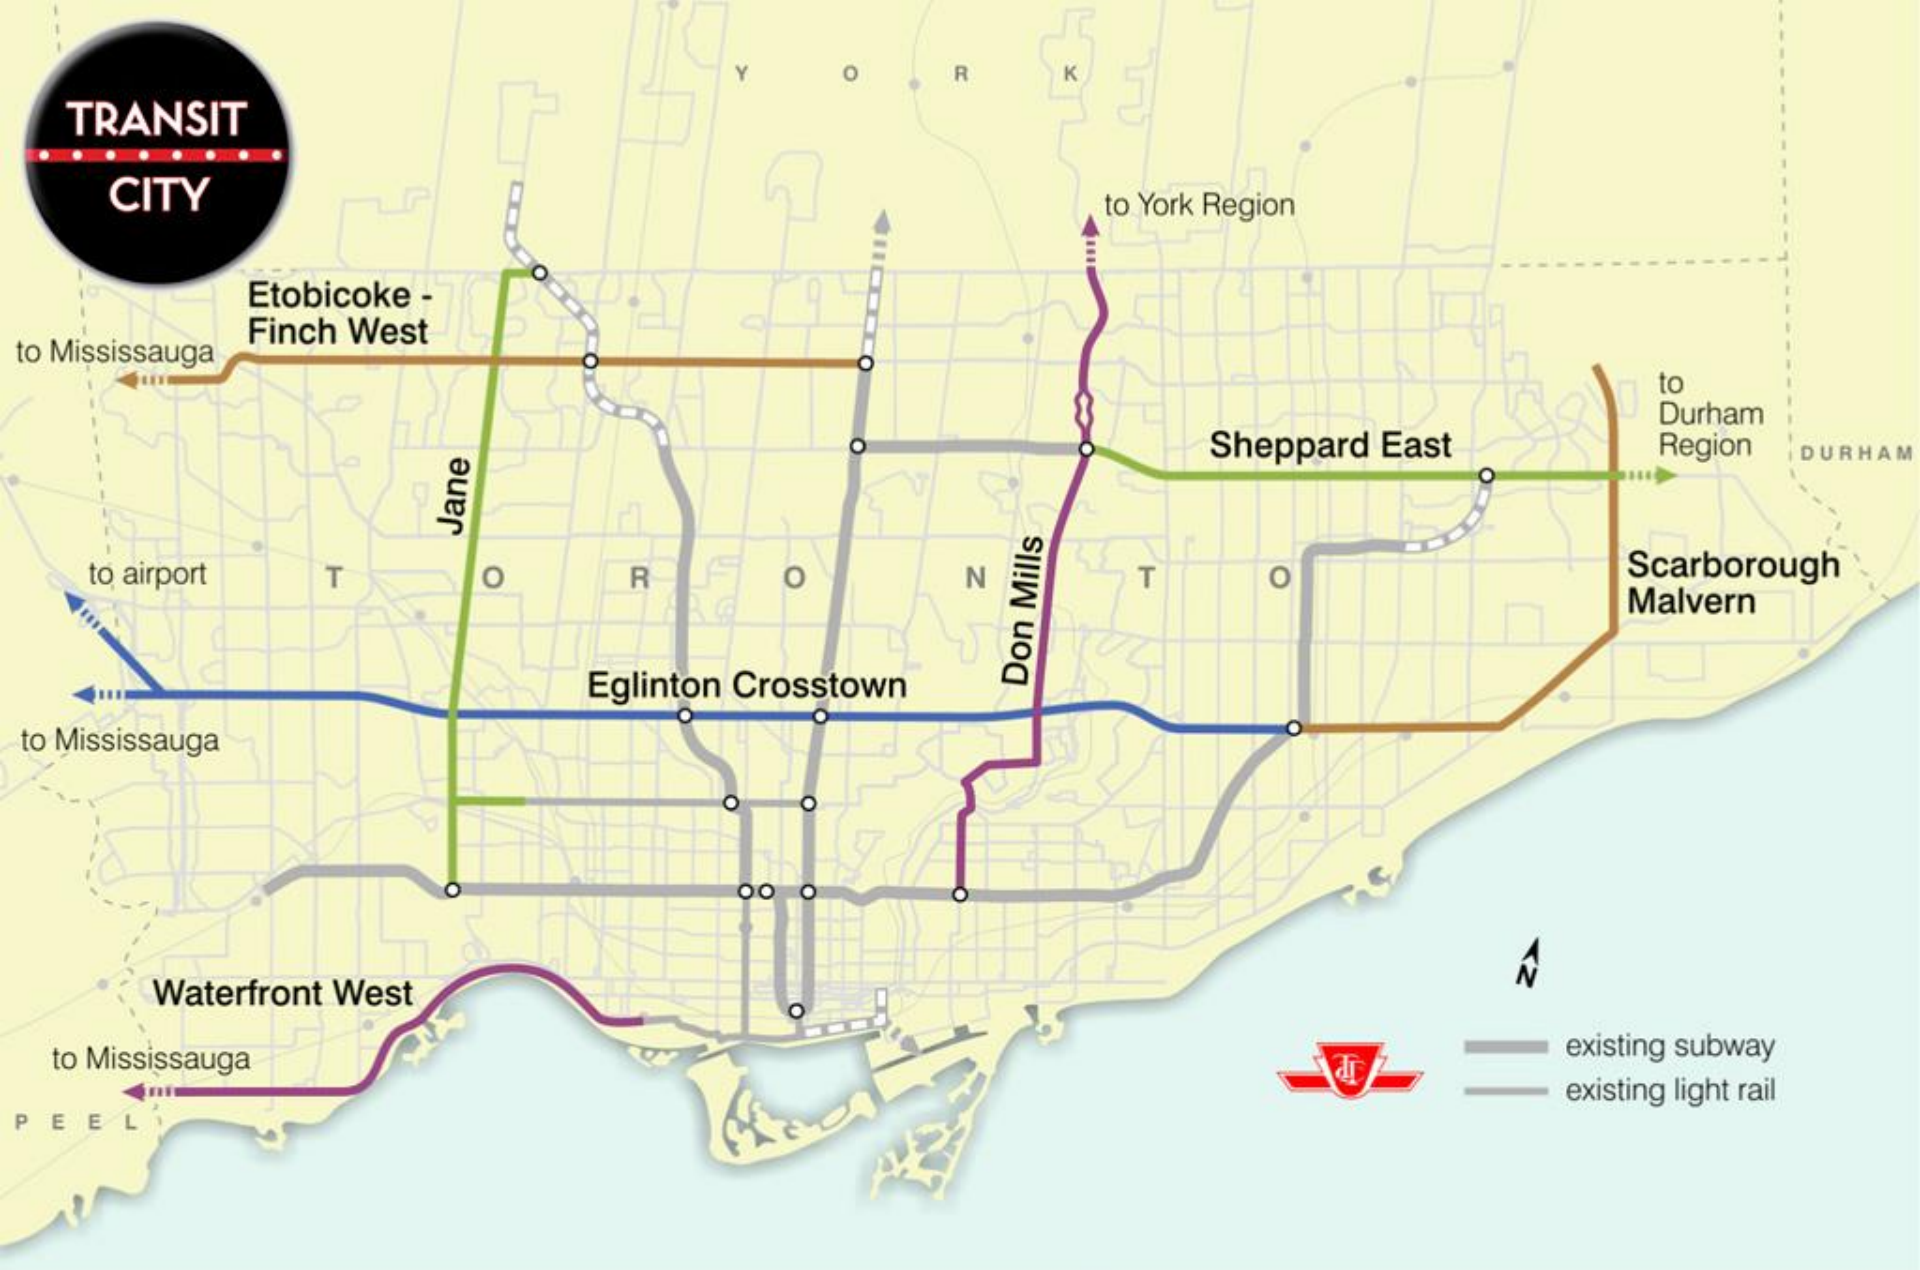 TRANSIT
CITY
Y O R K
to York Region
Etobicoke -
Finch West
to Mississauga
to
Durham
Region
DURHAM
Sheppard East
Jane
Don Mills
to airport
T O R O N T O
Scarborough
Malvern
Eglinton Crosstown
to Mississauga
Waterfront West
N
to Mississauga
P E E L
TTC
existing subway
existing light rail